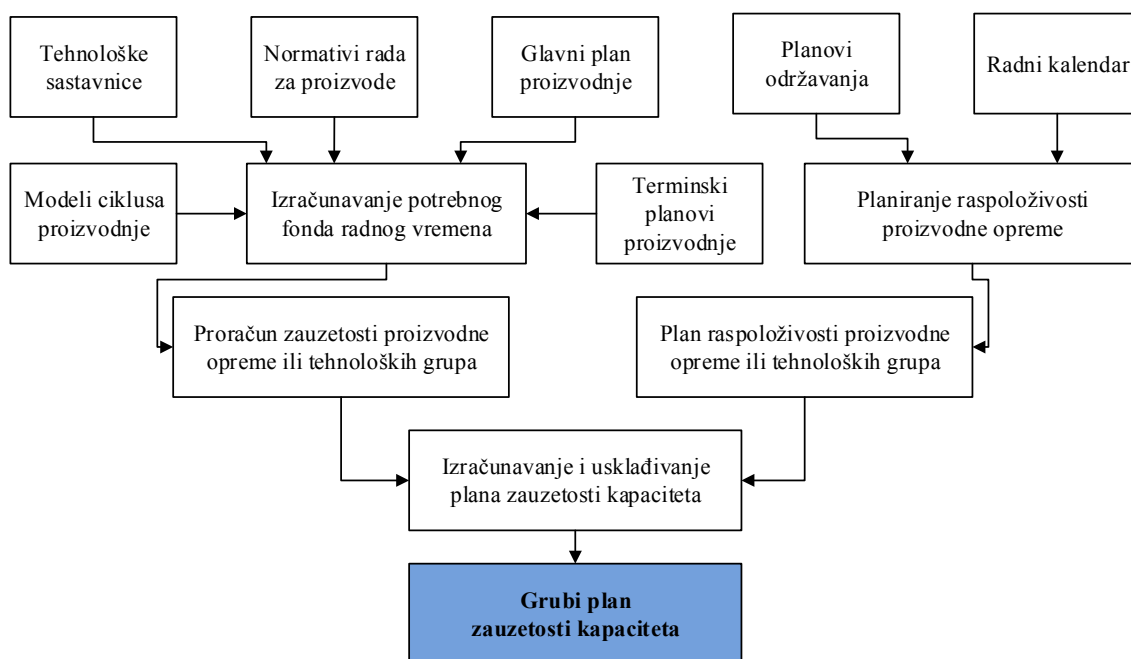 Tehnološke
sastavnice
Normativi rada
za proizvode
Glavni plan
proizvodnje
Planovi
održavanja
Radni kalendar
Modeli ciklusa
proizvodnje
Izračunavanje potrebnog
fonda radnog vremena
Terminski
planovi
proizvodnje
Planiranje raspoloživosti
proizvodne opreme
Proračun zauzetosti proizvodne
opreme ili tehnoloških grupa
Plan raspoloživosti proizvodne
opreme ili tehnoloških grupa
Izračunavanje i usklađivanje
plana zauzetosti kapaciteta
Grubi plan
zauzetosti kapaciteta